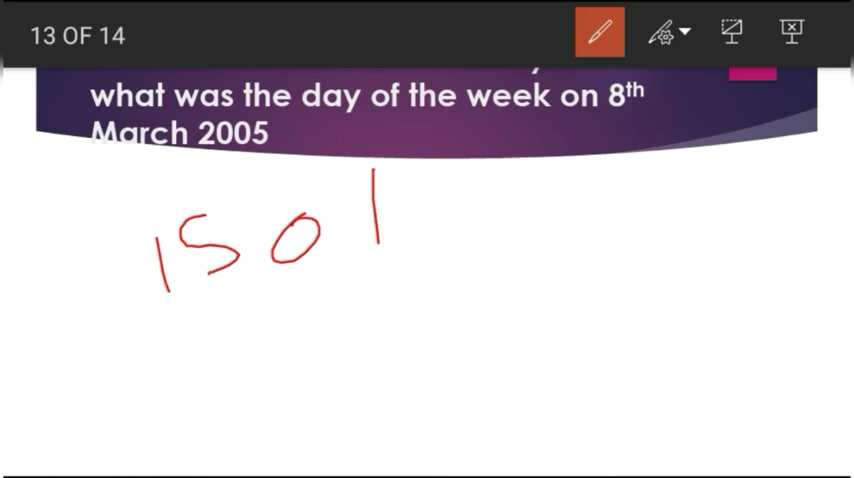 13 OF 14
what was the day of the week on 8th
March 2005
1501